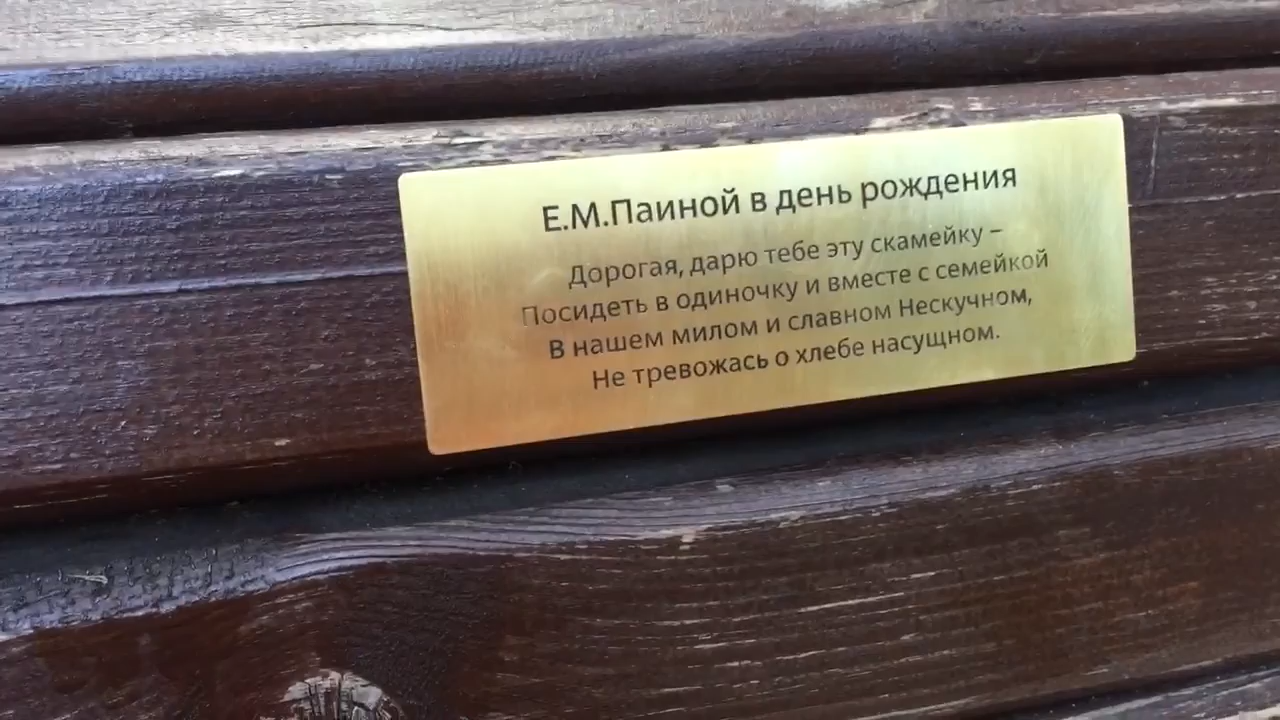 Е.М.Паиной в день рождения
Дорогая, дарю тебе эту скамейку –
Посидеть в одиночку и вместе с семейкой
В нашем милом и славном Нескучном,
Не тревожась о хлебе насущном.